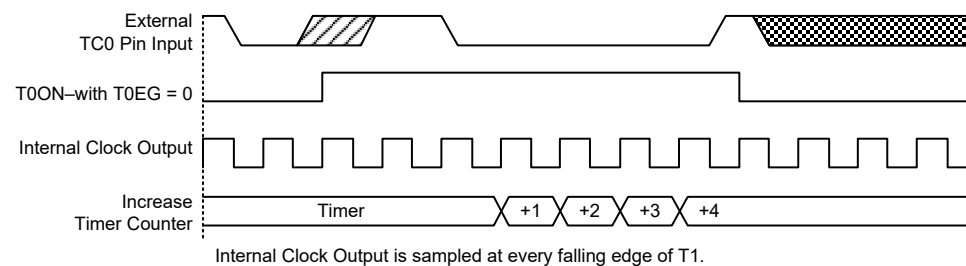 External
TC0 Pin Input
T0ON–with T0EG = 0
Internal Clock Output
Increase
Timer Counter
Timer +1 +2 +3 +4
Internal Clock Output is sampled at every falling edge of T1.